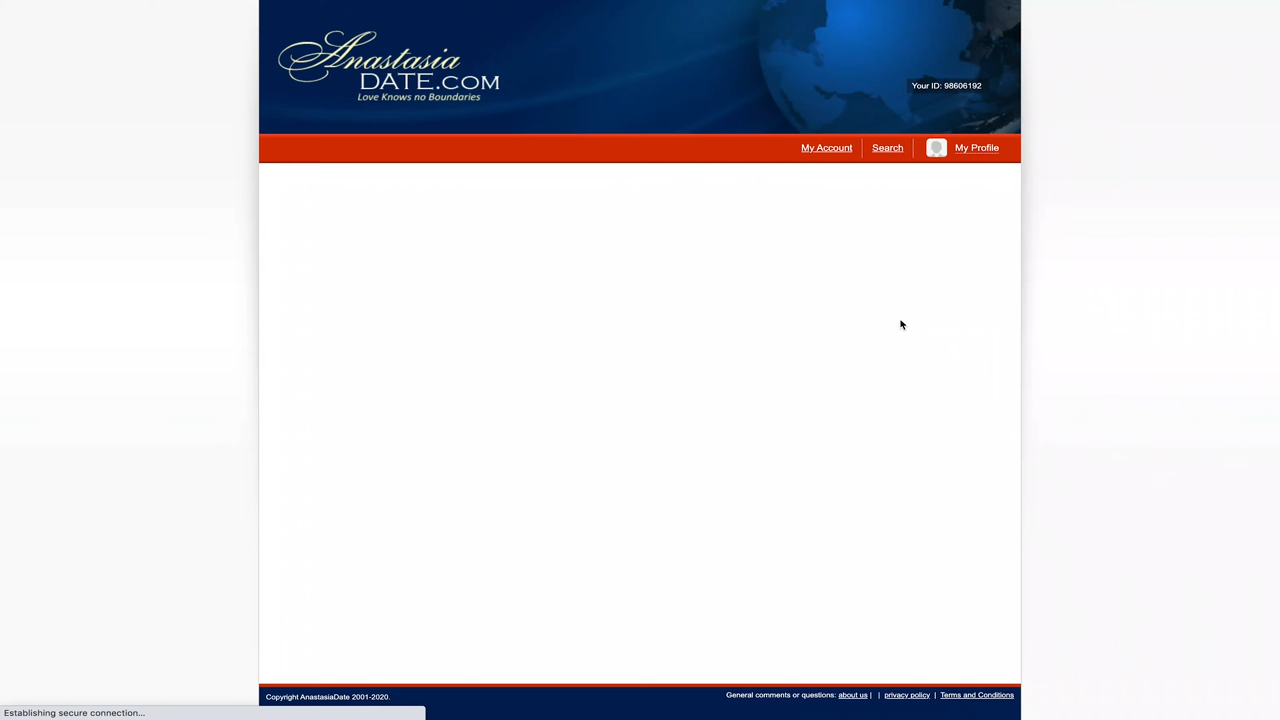 Anastasia
DATE.COM
Love Knows no Boundaries
Your ID: 98606192
My Account
Search
My Profile
Copyright AnastasiaDate 2001-2020.
General comments or questions: about us | | privacy policy | Terms and Conditions
Establishing secure connection...